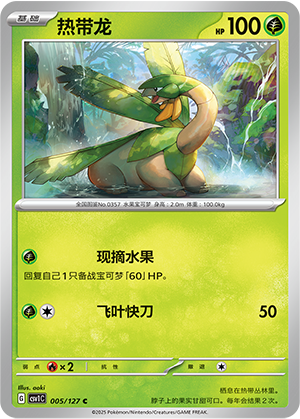 基础
热带龙
HP 100
全国图鉴No.0357 水果宝可梦 身高:2.0m 体重:100.0kg
现摘水果
回复自己1只备战宝可梦「60」HP。
飞叶快刀 50
弱点 ×2 抗性 撤退
Illus. aoki
G CSV1C 005/127 C
栖息在热带丛林里。
脖子上的果实甘甜可口。每年会结果2次。
©2025 Pokémon/Nintendo/Creatures/GAME FREAK.